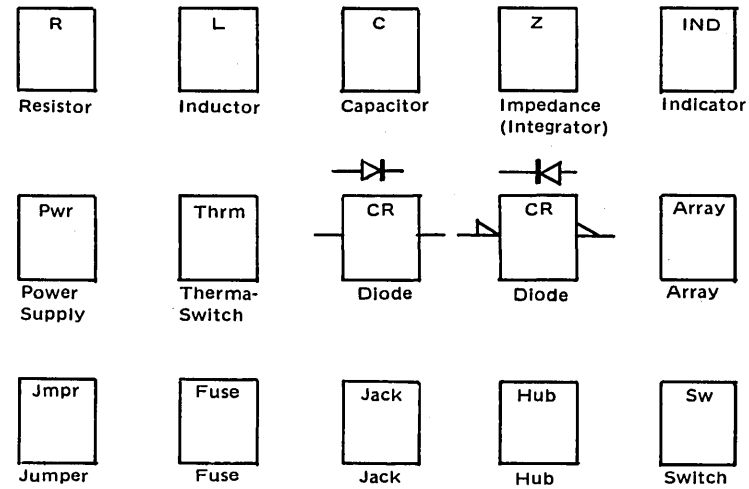 R L C Z IND
Resistor Inductor Capacitor Impedance Indicator
(Integrator)
Pwr Thrm CR CR Array
Power Therma- Diode Diode Array
Supply Switch
Jmpr Fuse Jack Hub Sw
Jumper Fuse Jack Hub Switch